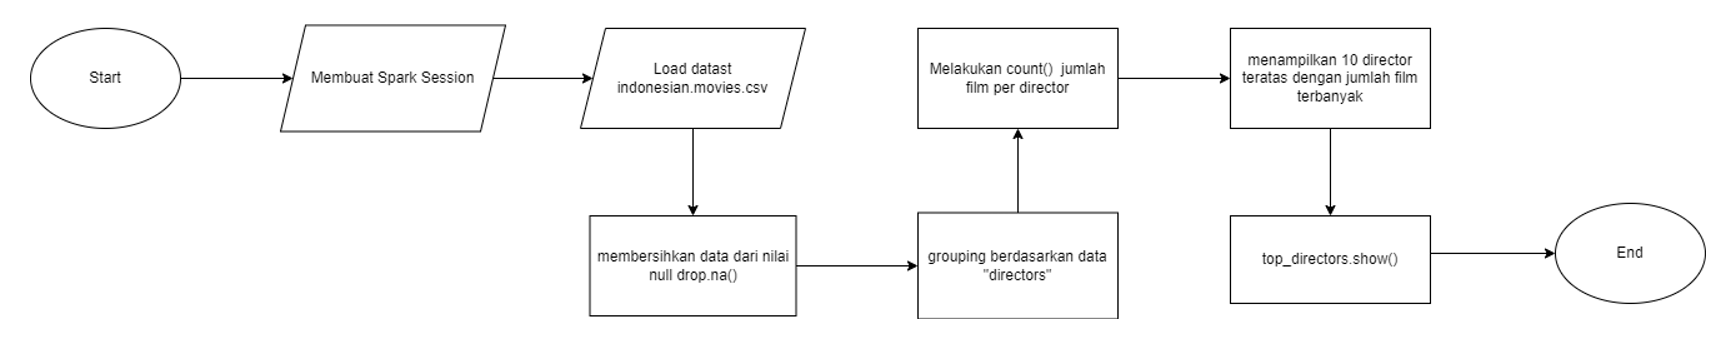 Start
Membuat Spark Session
Load datast
indonesian.movies.csv
membersihkan data dari nilai
null drop.na()
grouping berdasarkan data
"directors"
Melakukan count() jumlah
film per director
menampilkan 10 director
teratas dengan jumlah film
terbanyak
top_directors.show()
End